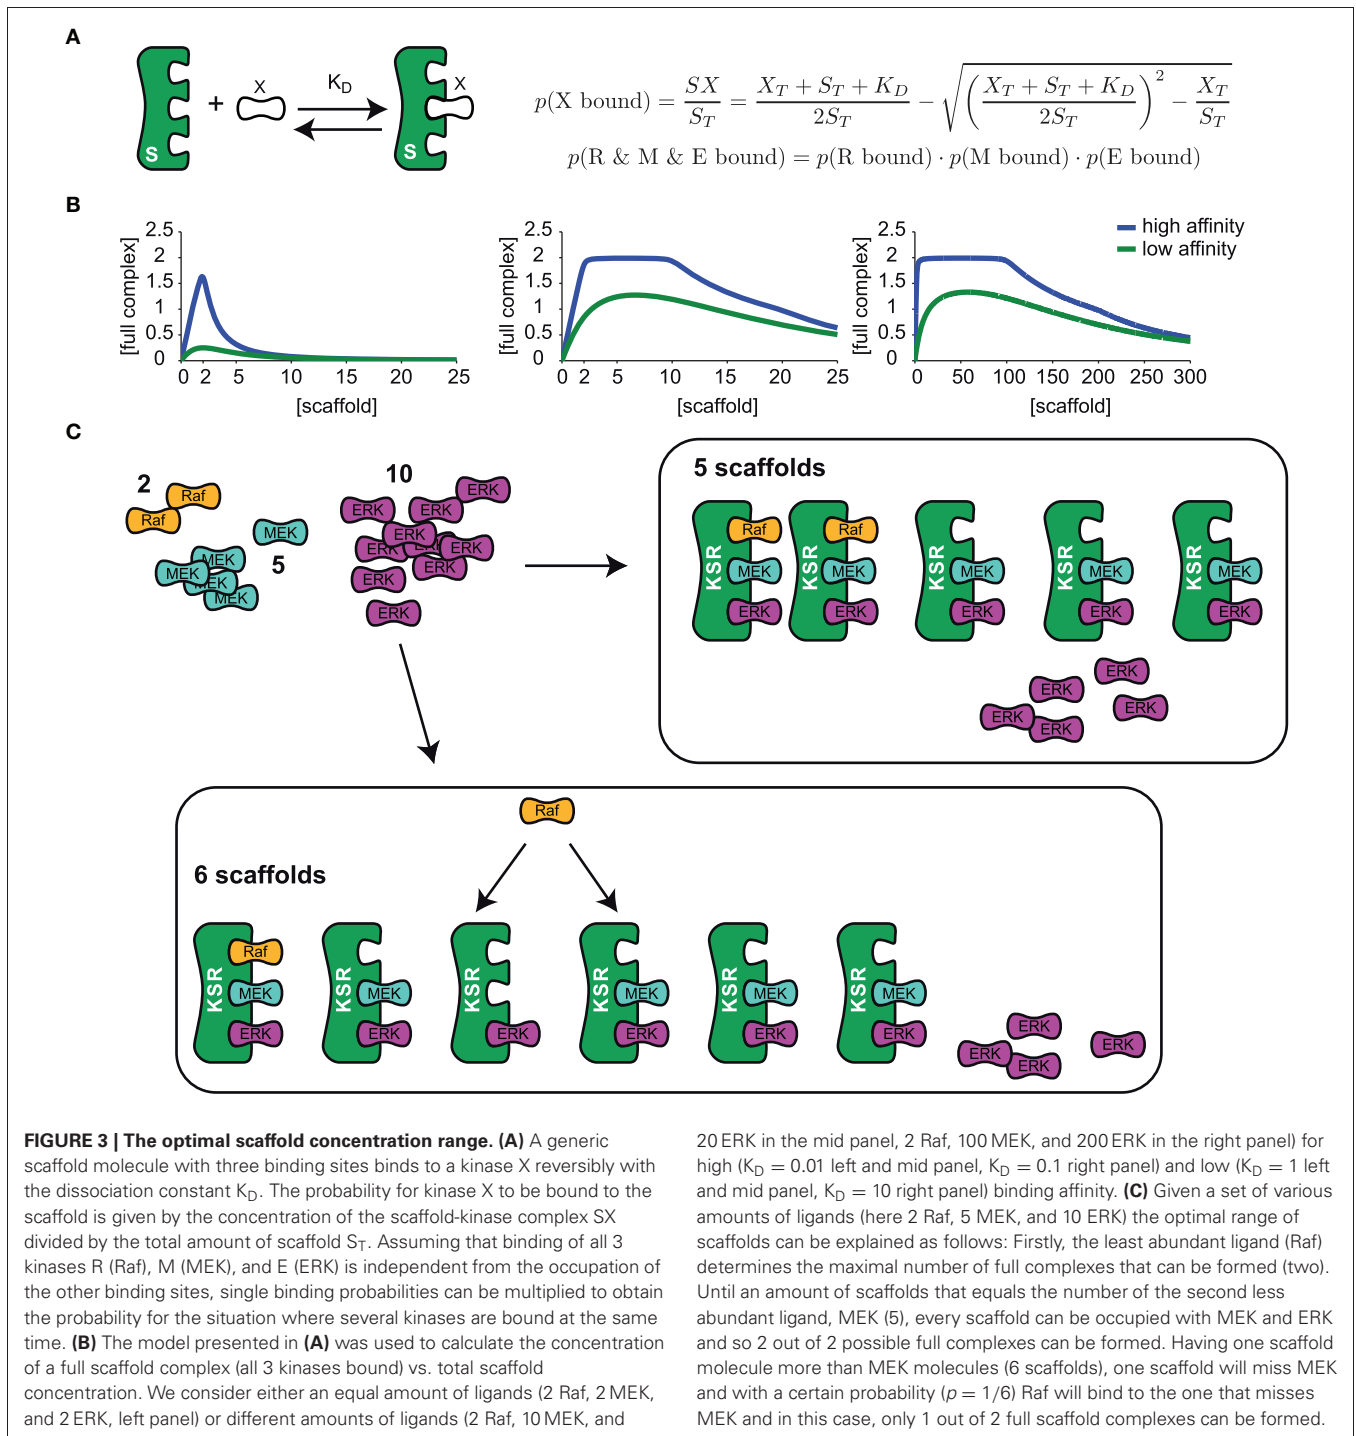 A
S
+
X
K_D
S
X
p(X bound) = SX/S_T = (X_T + S_T + K_D)/(2S_T) − √(((X_T + S_T + K_D)/(2S_T))² − X_T/S_T)
p(R & M & E bound) = p(R bound) · p(M bound) · p(E bound)
B
[full complex]
2.5
2
1.5
1
0.5
0
0 2 5 10 15 20 25
[scaffold]
[full complex]
2.5
2
1.5
1
0.5
0
0 2 5 10 15 20 25
[scaffold]
[full complex]
2.5
2
1.5
1
0.5
0
0 50 100 150 200 250 300
[scaffold]
high affinity
low affinity
C
2
Raf
Raf
MEK
5
MEK
MEK
MEK
MEK
10
ERK
ERK
ERK
ERK
ERK
ERK
ERK
ERK
ERK
ERK
5 scaffolds
KSR Raf MEK ERK
KSR Raf MEK ERK
KSR MEK ERK
KSR MEK ERK
KSR MEK ERK
ERK
ERK
ERK
ERK
ERK
Raf
6 scaffolds
KSR Raf MEK ERK
KSR MEK ERK
KSR ERK
KSR MEK ERK
KSR MEK ERK
KSR MEK ERK
ERK
ERK
ERK
ERK
FIGURE 3 | The optimal scaffold concentration range. (A) A generic
scaffold molecule with three binding sites binds to a kinase X reversibly with
the dissociation constant K_D. The probability for kinase X to be bound to the
scaffold is given by the concentration of the scaffold-kinase complex SX
divided by the total amount of scaffold S_T. Assuming that binding of all 3
kinases R (Raf), M (MEK), and E (ERK) is independent from the occupation of
the other binding sites, single binding probabilities can be multiplied to obtain
the probability for the situation where several kinases are bound at the same
time. (B) The model presented in (A) was used to calculate the concentration
of a full scaffold complex (all 3 kinases bound) vs. total scaffold
concentration. We consider either an equal amount of ligands (2 Raf, 2 MEK,
and 2 ERK, left panel) or different amounts of ligands (2 Raf, 10 MEK, and
20 ERK in the mid panel, 2 Raf, 100 MEK, and 200 ERK in the right panel) for
high (K_D = 0.01 left and mid panel, K_D = 0.1 right panel) and low (K_D = 1 left
and mid panel, K_D = 10 right panel) binding affinity. (C) Given a set of various
amounts of ligands (here 2 Raf, 5 MEK, and 10 ERK) the optimal range of
scaffolds can be explained as follows: Firstly, the least abundant ligand (Raf)
determines the maximal number of full complexes that can be formed (two).
Until an amount of scaffolds that equals the number of the second less
abundant ligand, MEK (5), every scaffold can be occupied with MEK and ERK
and so 2 out of 2 possible full complexes can be formed. Having one scaffold
molecule more than MEK molecules (6 scaffolds), one scaffold will miss MEK
and with a certain probability (p = 1/6) Raf will bind to the one that misses
MEK and in this case, only 1 out of 2 full scaffold complexes can be formed.